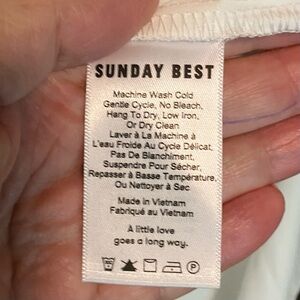 SUNDAY BEST
Machine Wash Cold
Gentle Cycle, No Bleach,
Hang To Dry, Low Iron,
Or Dry Clean
Laver à La Machine à
L'eau Froide Au Cycle Délicat,
Pas De Blanchiment,
Suspendre Pour Sécher,
Repasser à Basse Température,
Ou Nettoyer à Sec
Made in Vietnam
Fabriqué au Vietnam
A little love
goes a long way.